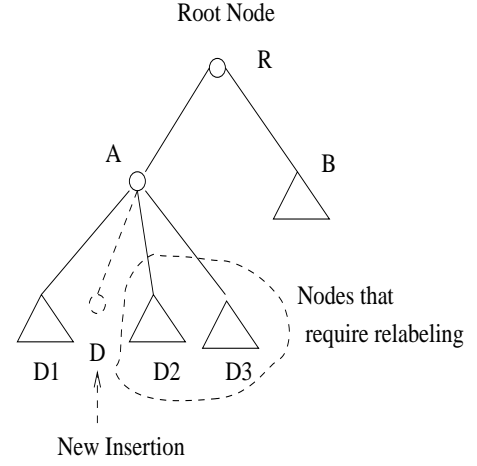 Root Node
R
A
B
Nodes that
require relabeling
D1
D
D2
D3
New Insertion